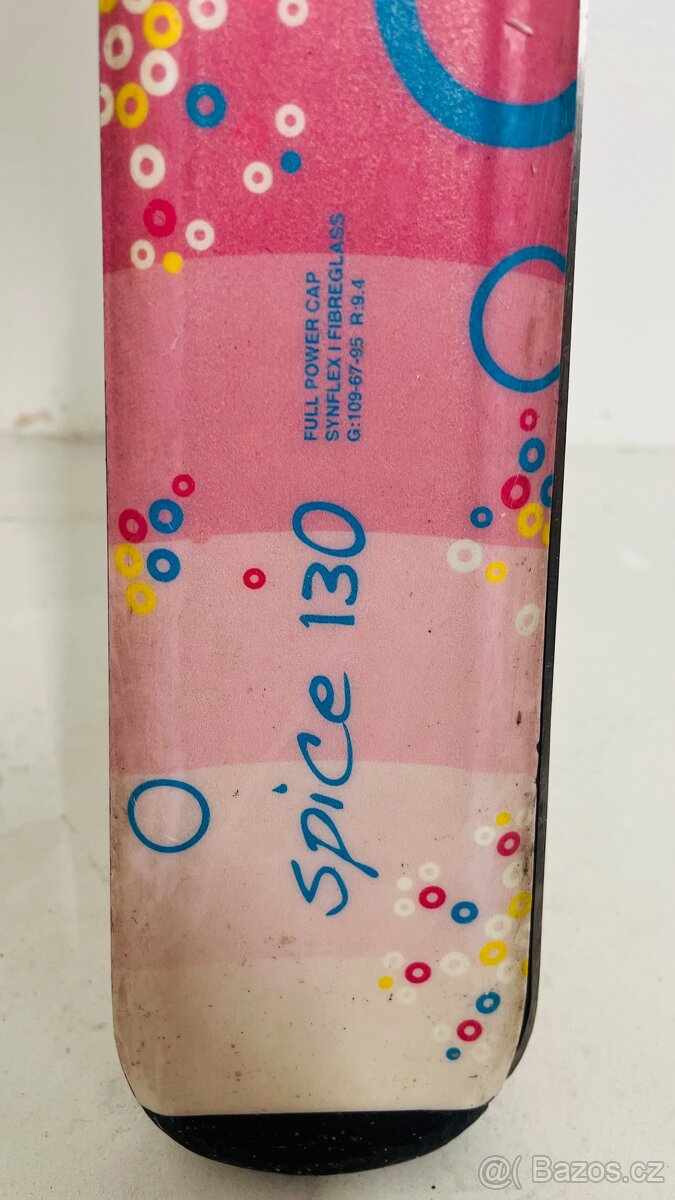 FULL POWER CAP
SYNFLEX I FIBREGLASS
G:109-67-95 R:9.4
spice 130
@( Bazos.cz